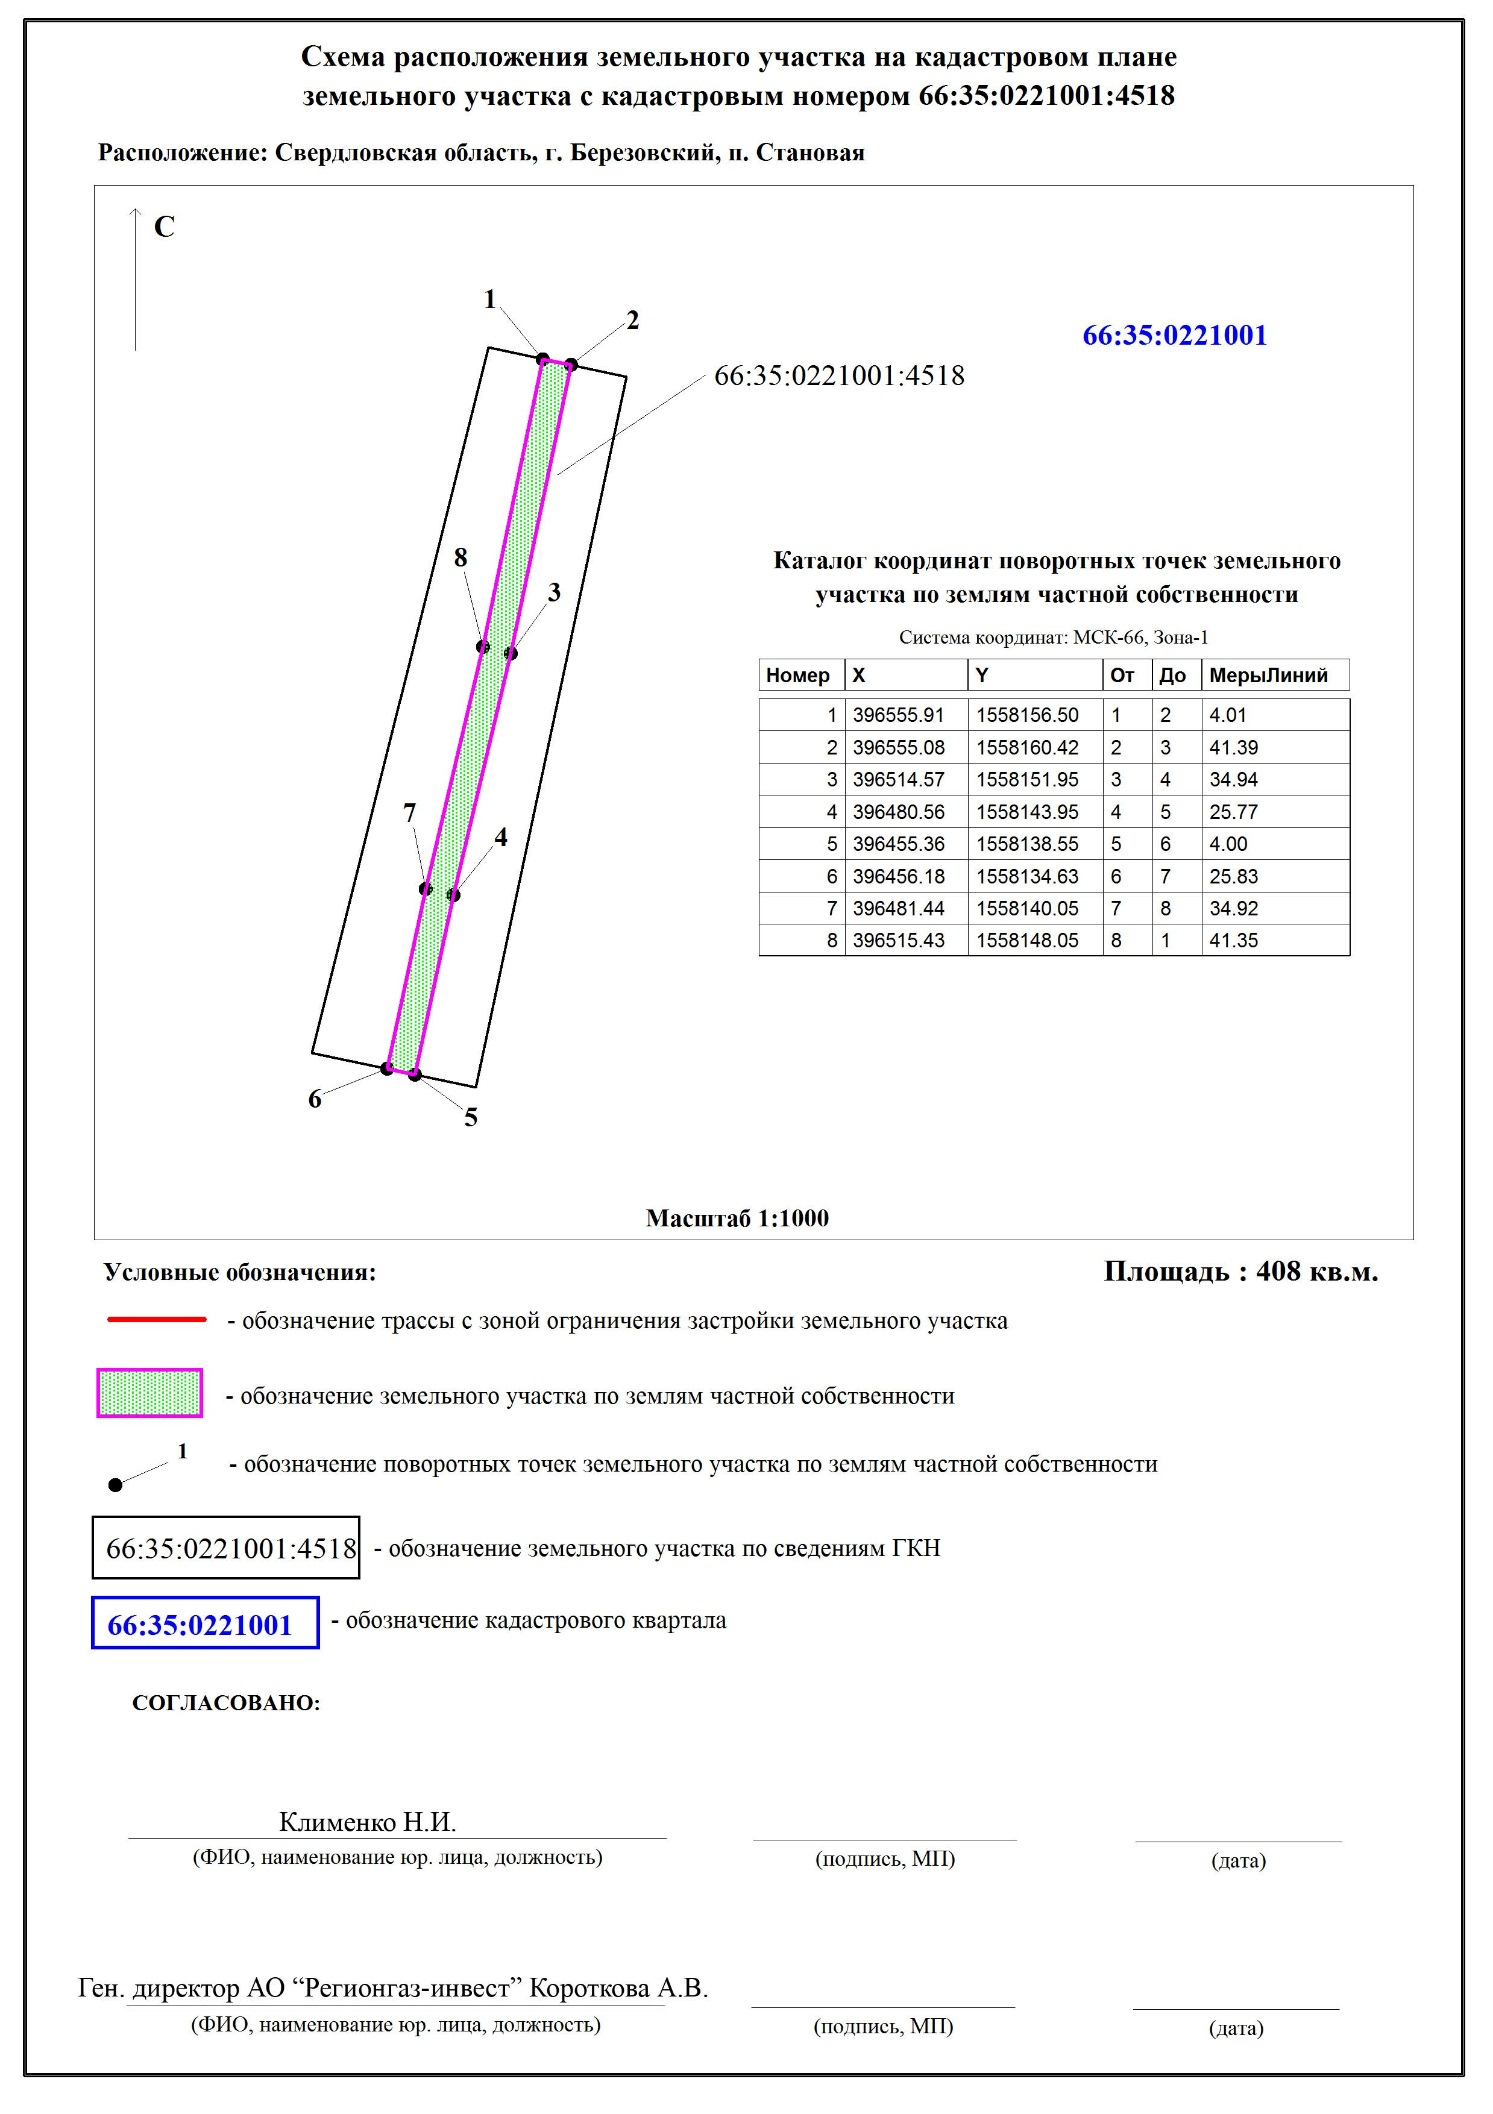 Схема расположения земельного участка на кадастровом плане
земельного участка с кадастровым номером 66:35:0221001:4518
Расположение: Свердловская область, г. Березовский, п. Становая
С
1
2
66:35:0221001
66:35:0221001:4518
8
3
7
4
6
5
Каталог координат поворотных точек земельного
участка по землям частной собственности
Система координат: МСК-66, Зона-1
Номер X Y От До МерыЛиний
1 396555.91 1558156.50 1 2 4.01
2 396555.08 1558160.42 2 3 41.39
3 396514.57 1558151.95 3 4 34.94
4 396480.56 1558143.95 4 5 25.77
5 396455.36 1558138.55 5 6 4.00
6 396456.18 1558134.63 6 7 25.83
7 396481.44 1558140.05 7 8 34.92
8 396515.43 1558148.05 8 1 41.35
Масштаб 1:1000
Условные обозначения:
Площадь : 408 кв.м.
- обозначение трассы с зоной ограничения застройки земельного участка
- обозначение земельного участка по землям частной собственности
1
- обозначение поворотных точек земельного участка по землям частной собственности
66:35:0221001:4518 - обозначение земельного участка по сведениям ГКН
66:35:0221001 - обозначение кадастрового квартала
СОГЛАСОВАНО:
Клименко Н.И.
(ФИО, наименование юр. лица, должность) (подпись, МП) (дата)
Ген. директор АО “Регионгаз-инвест” Короткова А.В.
(ФИО, наименование юр. лица, должность) (подпись, МП) (дата)